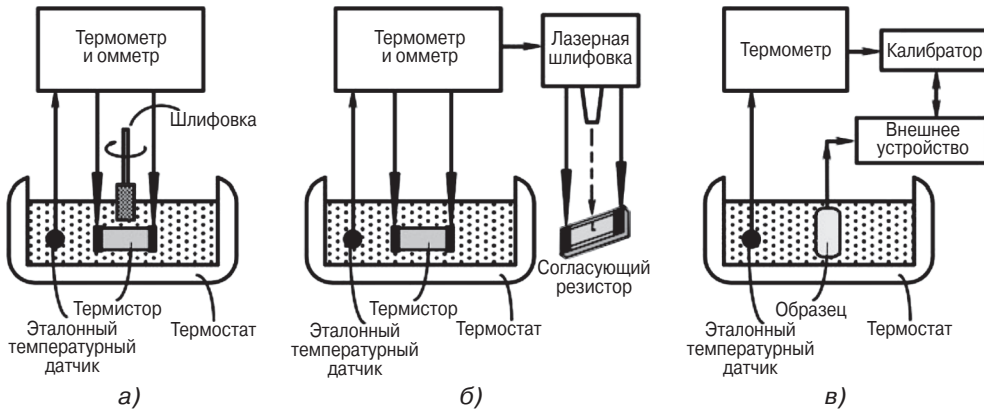 Термометр
и омметр
Шлифовка
Термистор
Эталонный
температурный
датчик
Термостат
а)
Термометр
и омметр
Лазерная
шлифовка
Согласующий
резистор
Термистор
Эталонный
температурный
датчик
Термостат
б)
Термометр
Калибратор
Внешнее
устройство
Образец
Эталонный
температурный
датчик
Термостат
в)